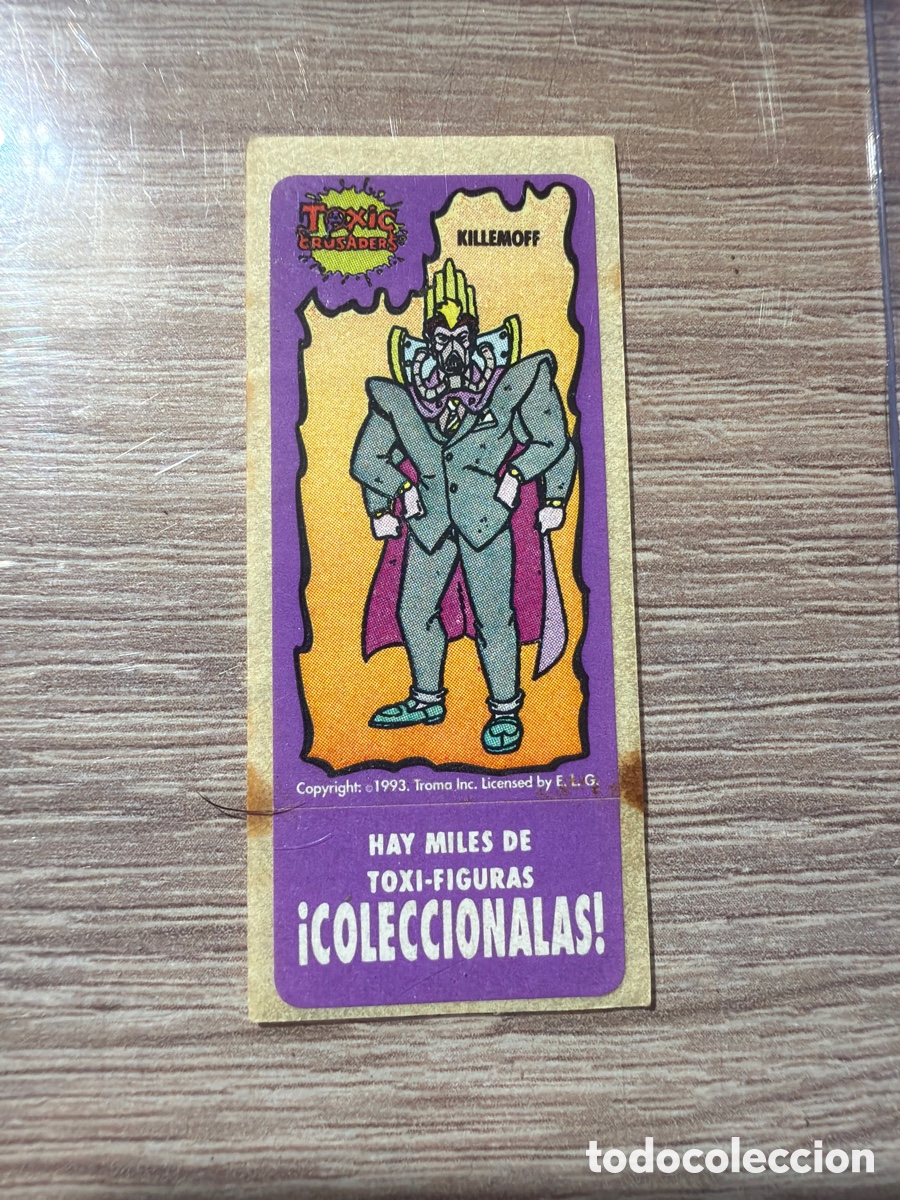 TOXIC
CRUSADERS
KILLEMOFF
Copyright: ©1993. Troma Inc. Licensed by E. L. G.
HAY MILES DE
TOXI-FIGURAS
¡COLECCIONALAS!
todocoleccion